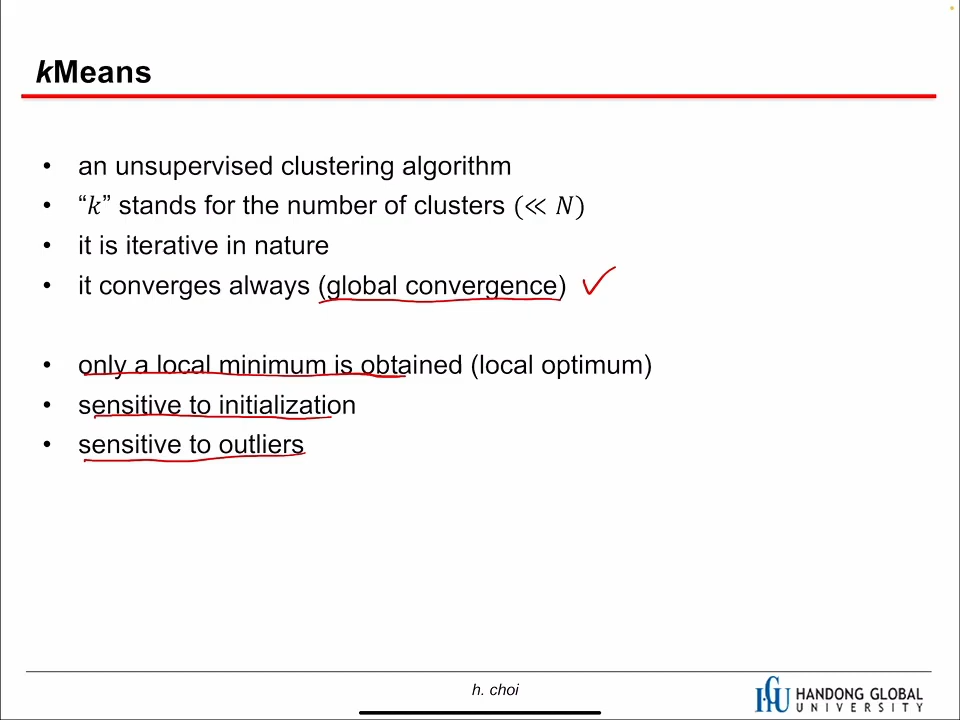 kMeans
• an unsupervised clustering algorithm
• “k” stands for the number of clusters (≪ N)
• it is iterative in nature
• it converges always (global convergence) ✓
• only a local minimum is obtained (local optimum)
• sensitive to initialization
• sensitive to outliers
h. choi
HGU HANDONG GLOBAL
UNIVERSITY